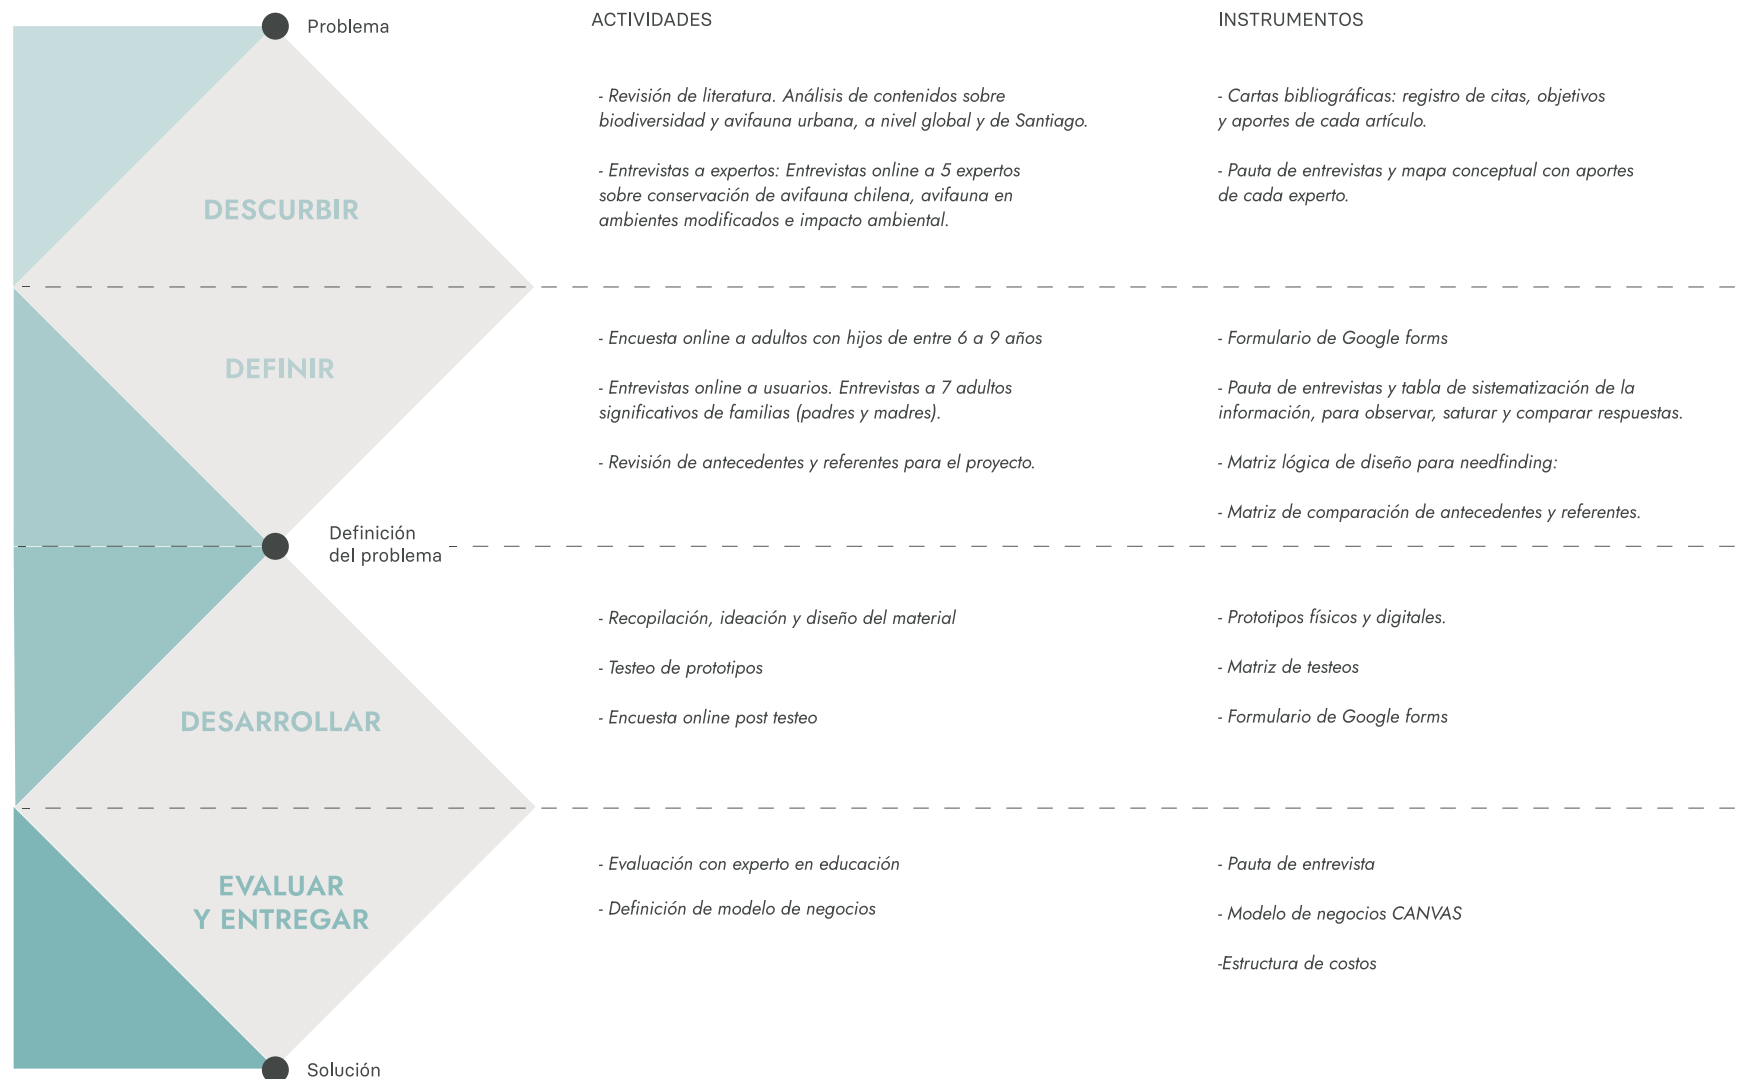 Problema
ACTIVIDADES
INSTRUMENTOS
DESCURBIR
- Revisión de literatura. Análisis de contenidos sobre
biodiversidad y avifauna urbana, a nivel global y de Santiago.
- Entrevistas a expertos: Entrevistas online a 5 expertos
sobre conservación de avifauna chilena, avifauna en
ambientes modificados e impacto ambiental.
- Cartas bibliográficas: registro de citas, objetivos
y aportes de cada artículo.
- Pauta de entrevistas y mapa conceptual con aportes
de cada experto.
DEFINIR
- Encuesta online a adultos con hijos de entre 6 a 9 años
- Entrevistas online a usuarios. Entrevistas a 7 adultos
significativos de familias (padres y madres).
- Revisión de antecedentes y referentes para el proyecto.
- Formulario de Google forms
- Pauta de entrevistas y tabla de sistematización de la
información, para observar, saturar y comparar respuestas.
- Matriz lógica de diseño para needfinding:
- Matriz de comparación de antecedentes y referentes.
Definición
del problema
DESARROLLAR
- Recopilación, ideación y diseño del material
- Testeo de prototipos
- Encuesta online post testeo
- Prototipos físicos y digitales.
- Matriz de testeos
- Formulario de Google forms
EVALUAR
Y ENTREGAR
- Evaluación con experto en educación
- Definición de modelo de negocios
- Pauta de entrevista
- Modelo de negocios CANVAS
-Estructura de costos
Solución